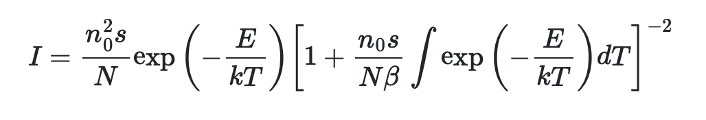 I = \frac{n_0^2 s}{N} \exp\left(-\frac{E}{kT}\right) \left[1 + \frac{n_0 s}{N\beta} \int \exp\left(-\frac{E}{kT}\right) dT\right]^{-2}